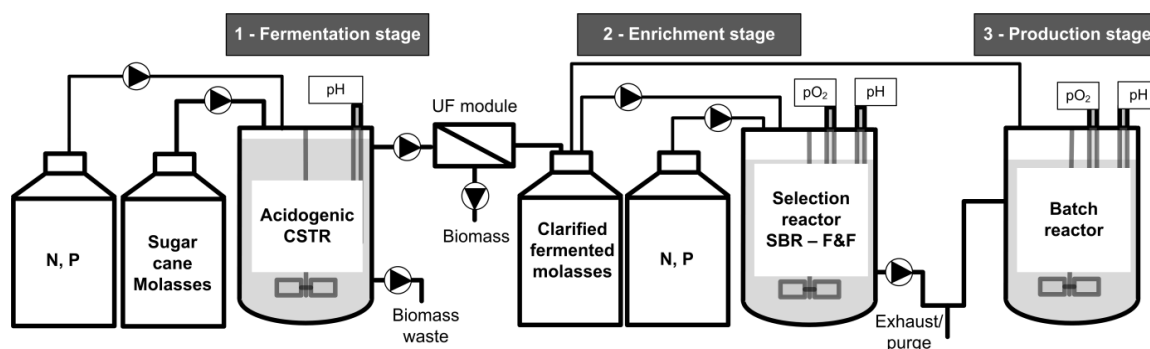 1 - Fermentation stage
2 - Enrichment stage
3 - Production stage
pH
UF module
pO2
pH
pO2
pH
N, P
Sugar
cane
Molasses
Acidogenic
CSTR
Biomass
Biomass
waste
Clarified
fermented
molasses
N, P
Selection
reactor
SBR – F&F
Exhaust/
purge
Batch
reactor